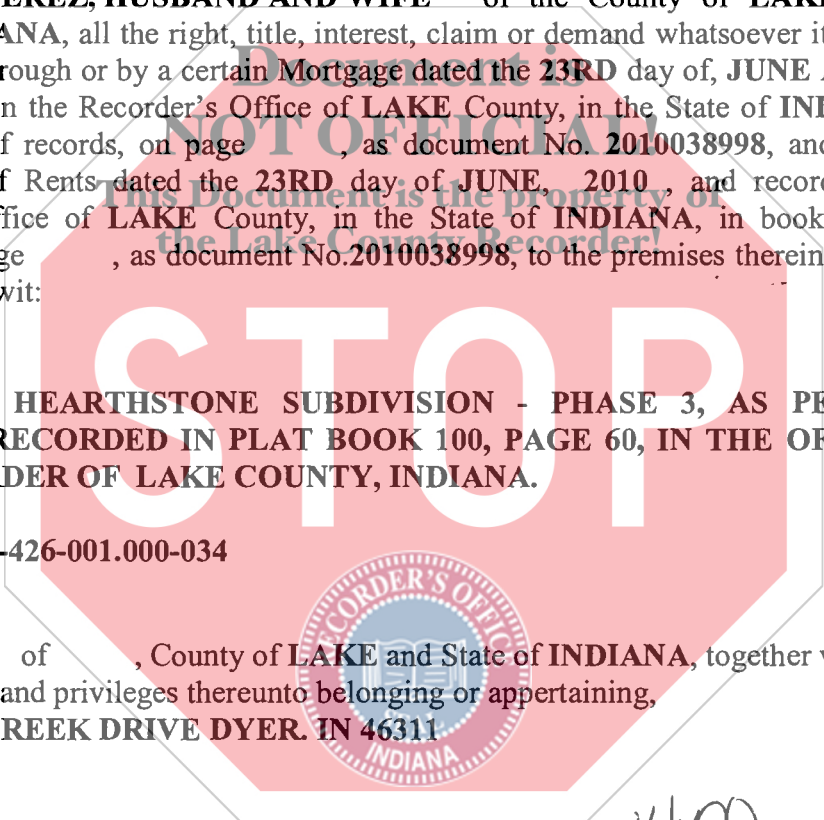 EREZ, HUSBAND AND WIFE of the County of LAKE
ANA, all the right, title, interest, claim or demand whatsoever it
rough or by a certain Mortgage dated the 23RD day of, JUNE
n the Recorder's Office of LAKE County, in the State of IND
f records, on page , as document No. 2010038998, and
f Rents dated the 23RD day of JUNE, 2010 , and record
ffice of LAKE County, in the State of INDIANA, in book
ge , as document No.2010038998, to the premises therein
wit:
HEARTHSTONE SUBDIVISION - PHASE 3, AS PE
RECORDED IN PLAT BOOK 100, PAGE 60, IN THE OF
DER OF LAKE COUNTY, INDIANA.
-426-001.000-034
of , County of LAKE and State of INDIANA, together
and privileges thereunto belonging or appertaining,
REEK DRIVE DYER. IN 46311
Document is
NOT OFFICIAL!
This Document is the property of
the Lake County Recorder!
STOP
RECORDER'S OFFICE
INDIANA